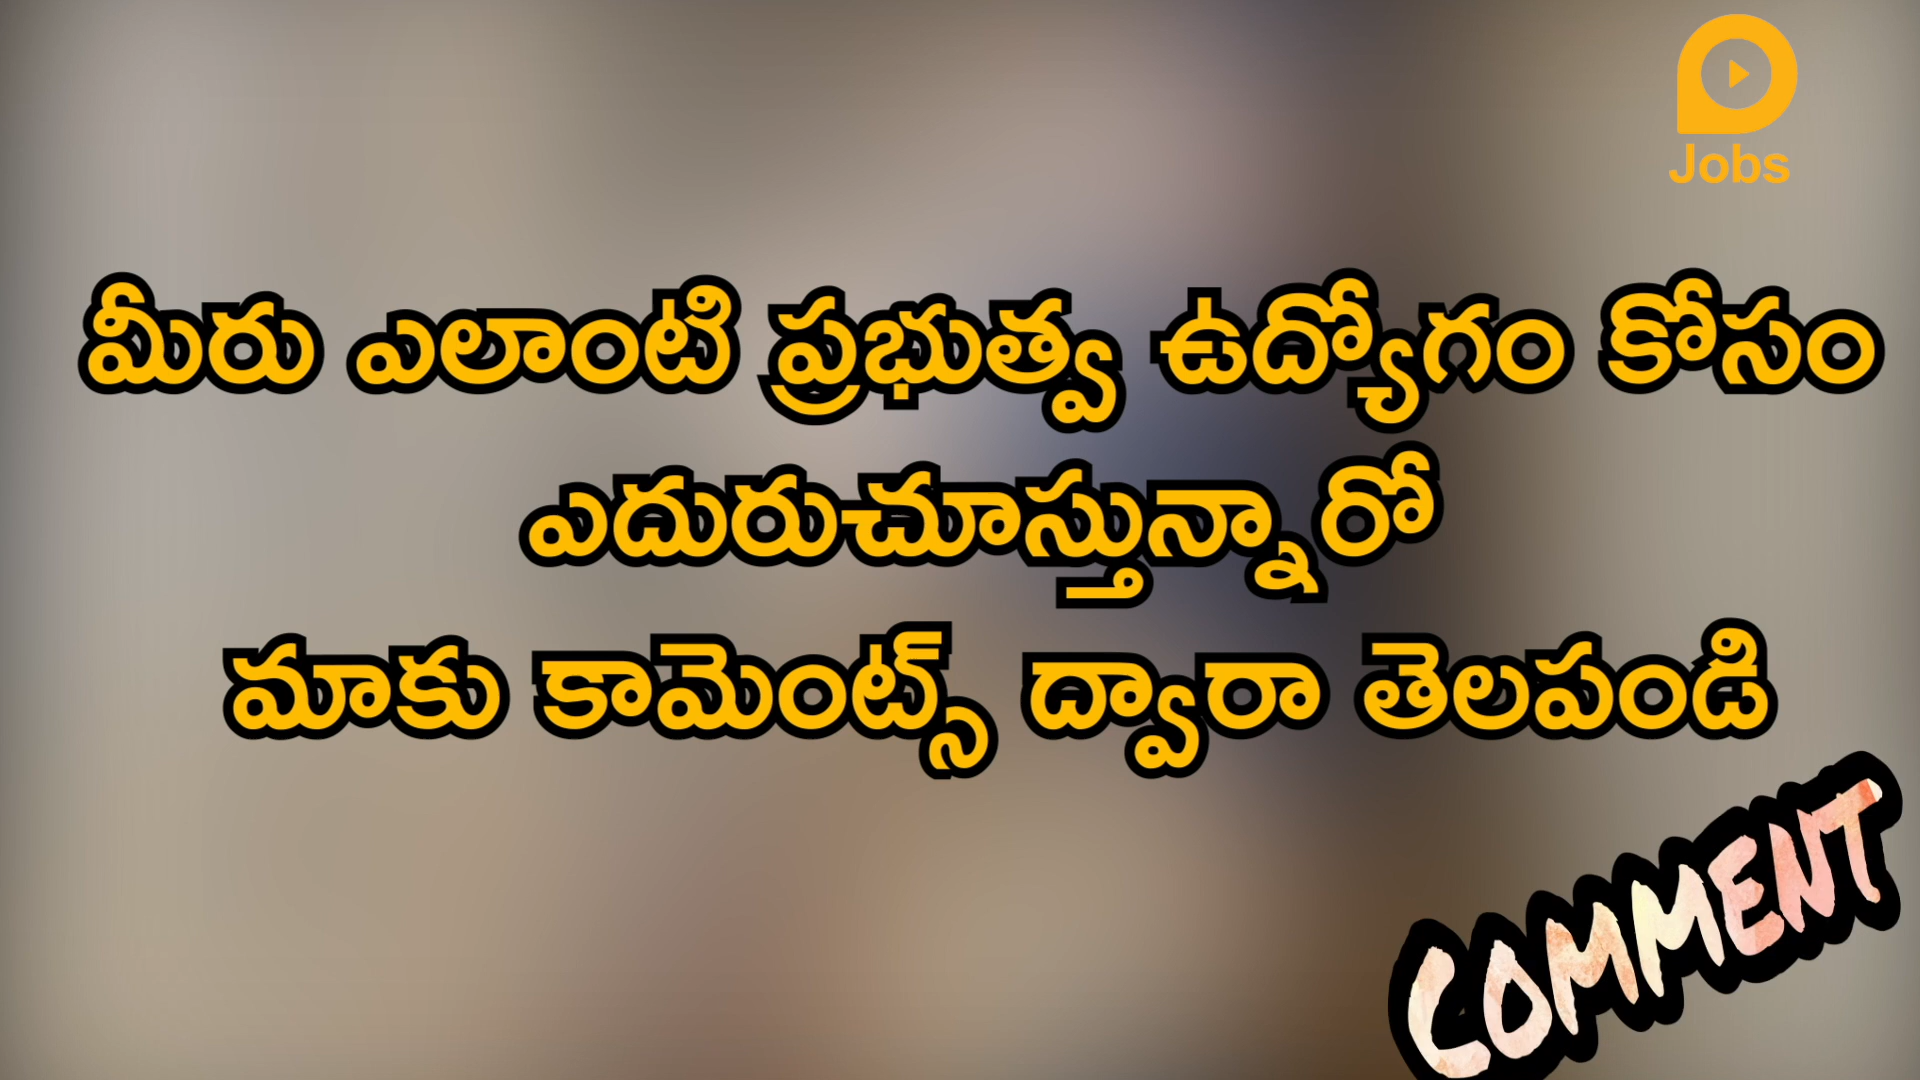 Jobs
మీరు ఎలాంటి ప్రభుత్వ ఉద్యోగం కోసం
ఎదురుచూస్తున్నారో
మాకు కామెంట్స్ ద్వారా తెలపండి
COMMENT